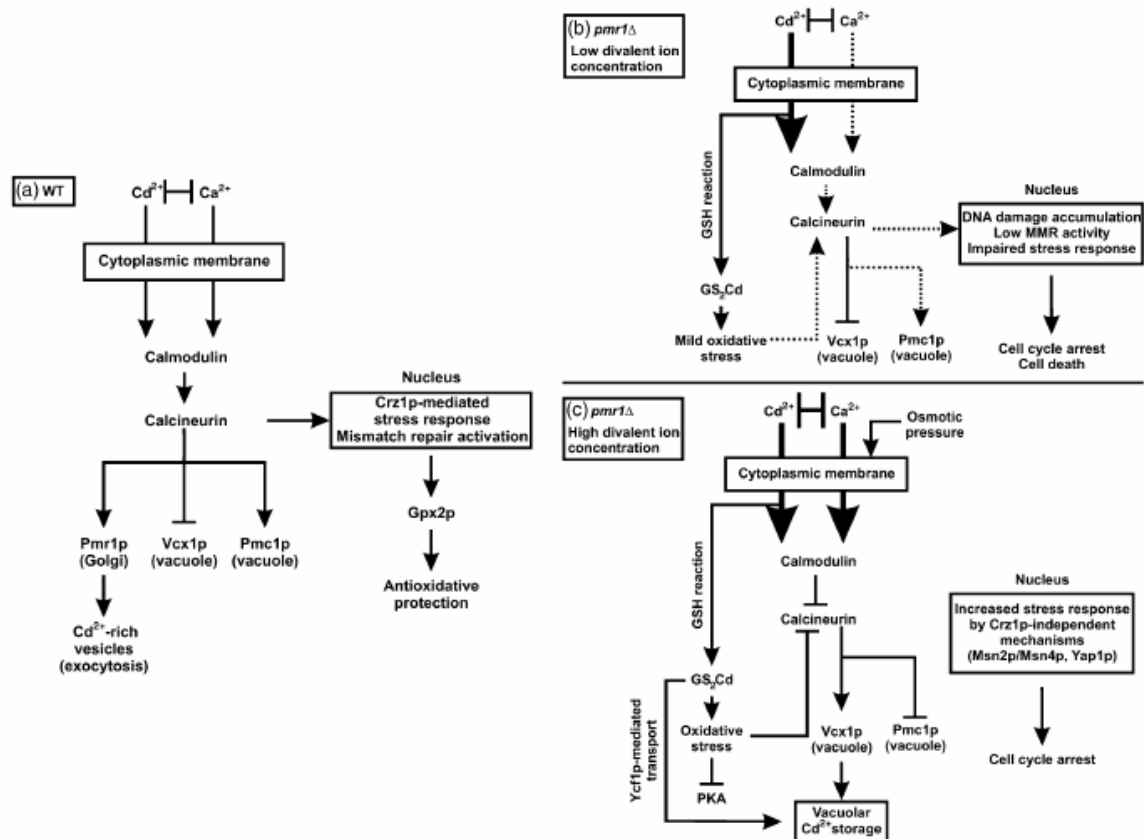 (a) WT
Cd²⁺ Ca²⁺
Cytoplasmic membrane
Calmodulin
Calcineurin
Nucleus
Crz1p-mediated
stress response
Mismatch repair activation
Gpx2p
Antioxidative
protection
Pmr1p
(Golgi)
Vcx1p
(vacuole)
Pmc1p
(vacuole)
Cd²⁺-rich
vesicles
(exocytosis)
(b) pmr1Δ
Low divalent ion
concentration
Cd²⁺ Ca²⁺
Cytoplasmic membrane
GSH reaction
Calmodulin
Calcineurin
Nucleus
DNA damage accumulation
Low MMR activity
Impaired stress response
GS₂Cd
Mild oxidative
stress
Vcx1p
(vacuole)
Pmc1p
(vacuole)
Cell cycle arrest
Cell death
(c) pmr1Δ
High divalent ion
concentration
Cd²⁺ Ca²⁺
Osmotic
pressure
Cytoplasmic membrane
GSH reaction
Calmodulin
Calcineurin
Nucleus
Increased stress response
by Crz1p-independent
mechanisms
(Msn2p/Msn4p, Yap1p)
GS₂Cd
Ycf1p-mediated
transport
Oxidative
stress
Vcx1p
(vacuole)
Pmc1p
(vacuole)
Cell cycle arrest
PKA
Vacuolar
Cd²⁺storage